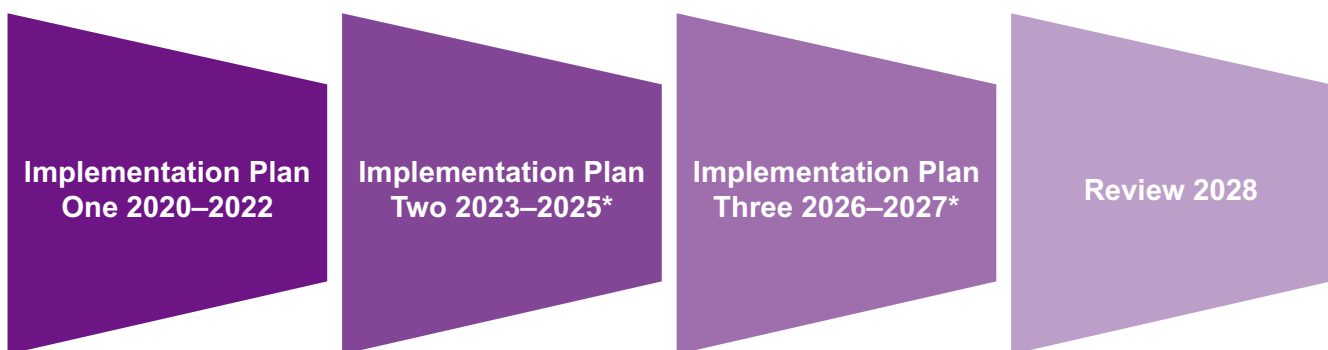 Implementation Plan
One 2020–2022
Implementation Plan
Two 2023–2025*
Implementation Plan
Three 2026–2027*
Review 2028